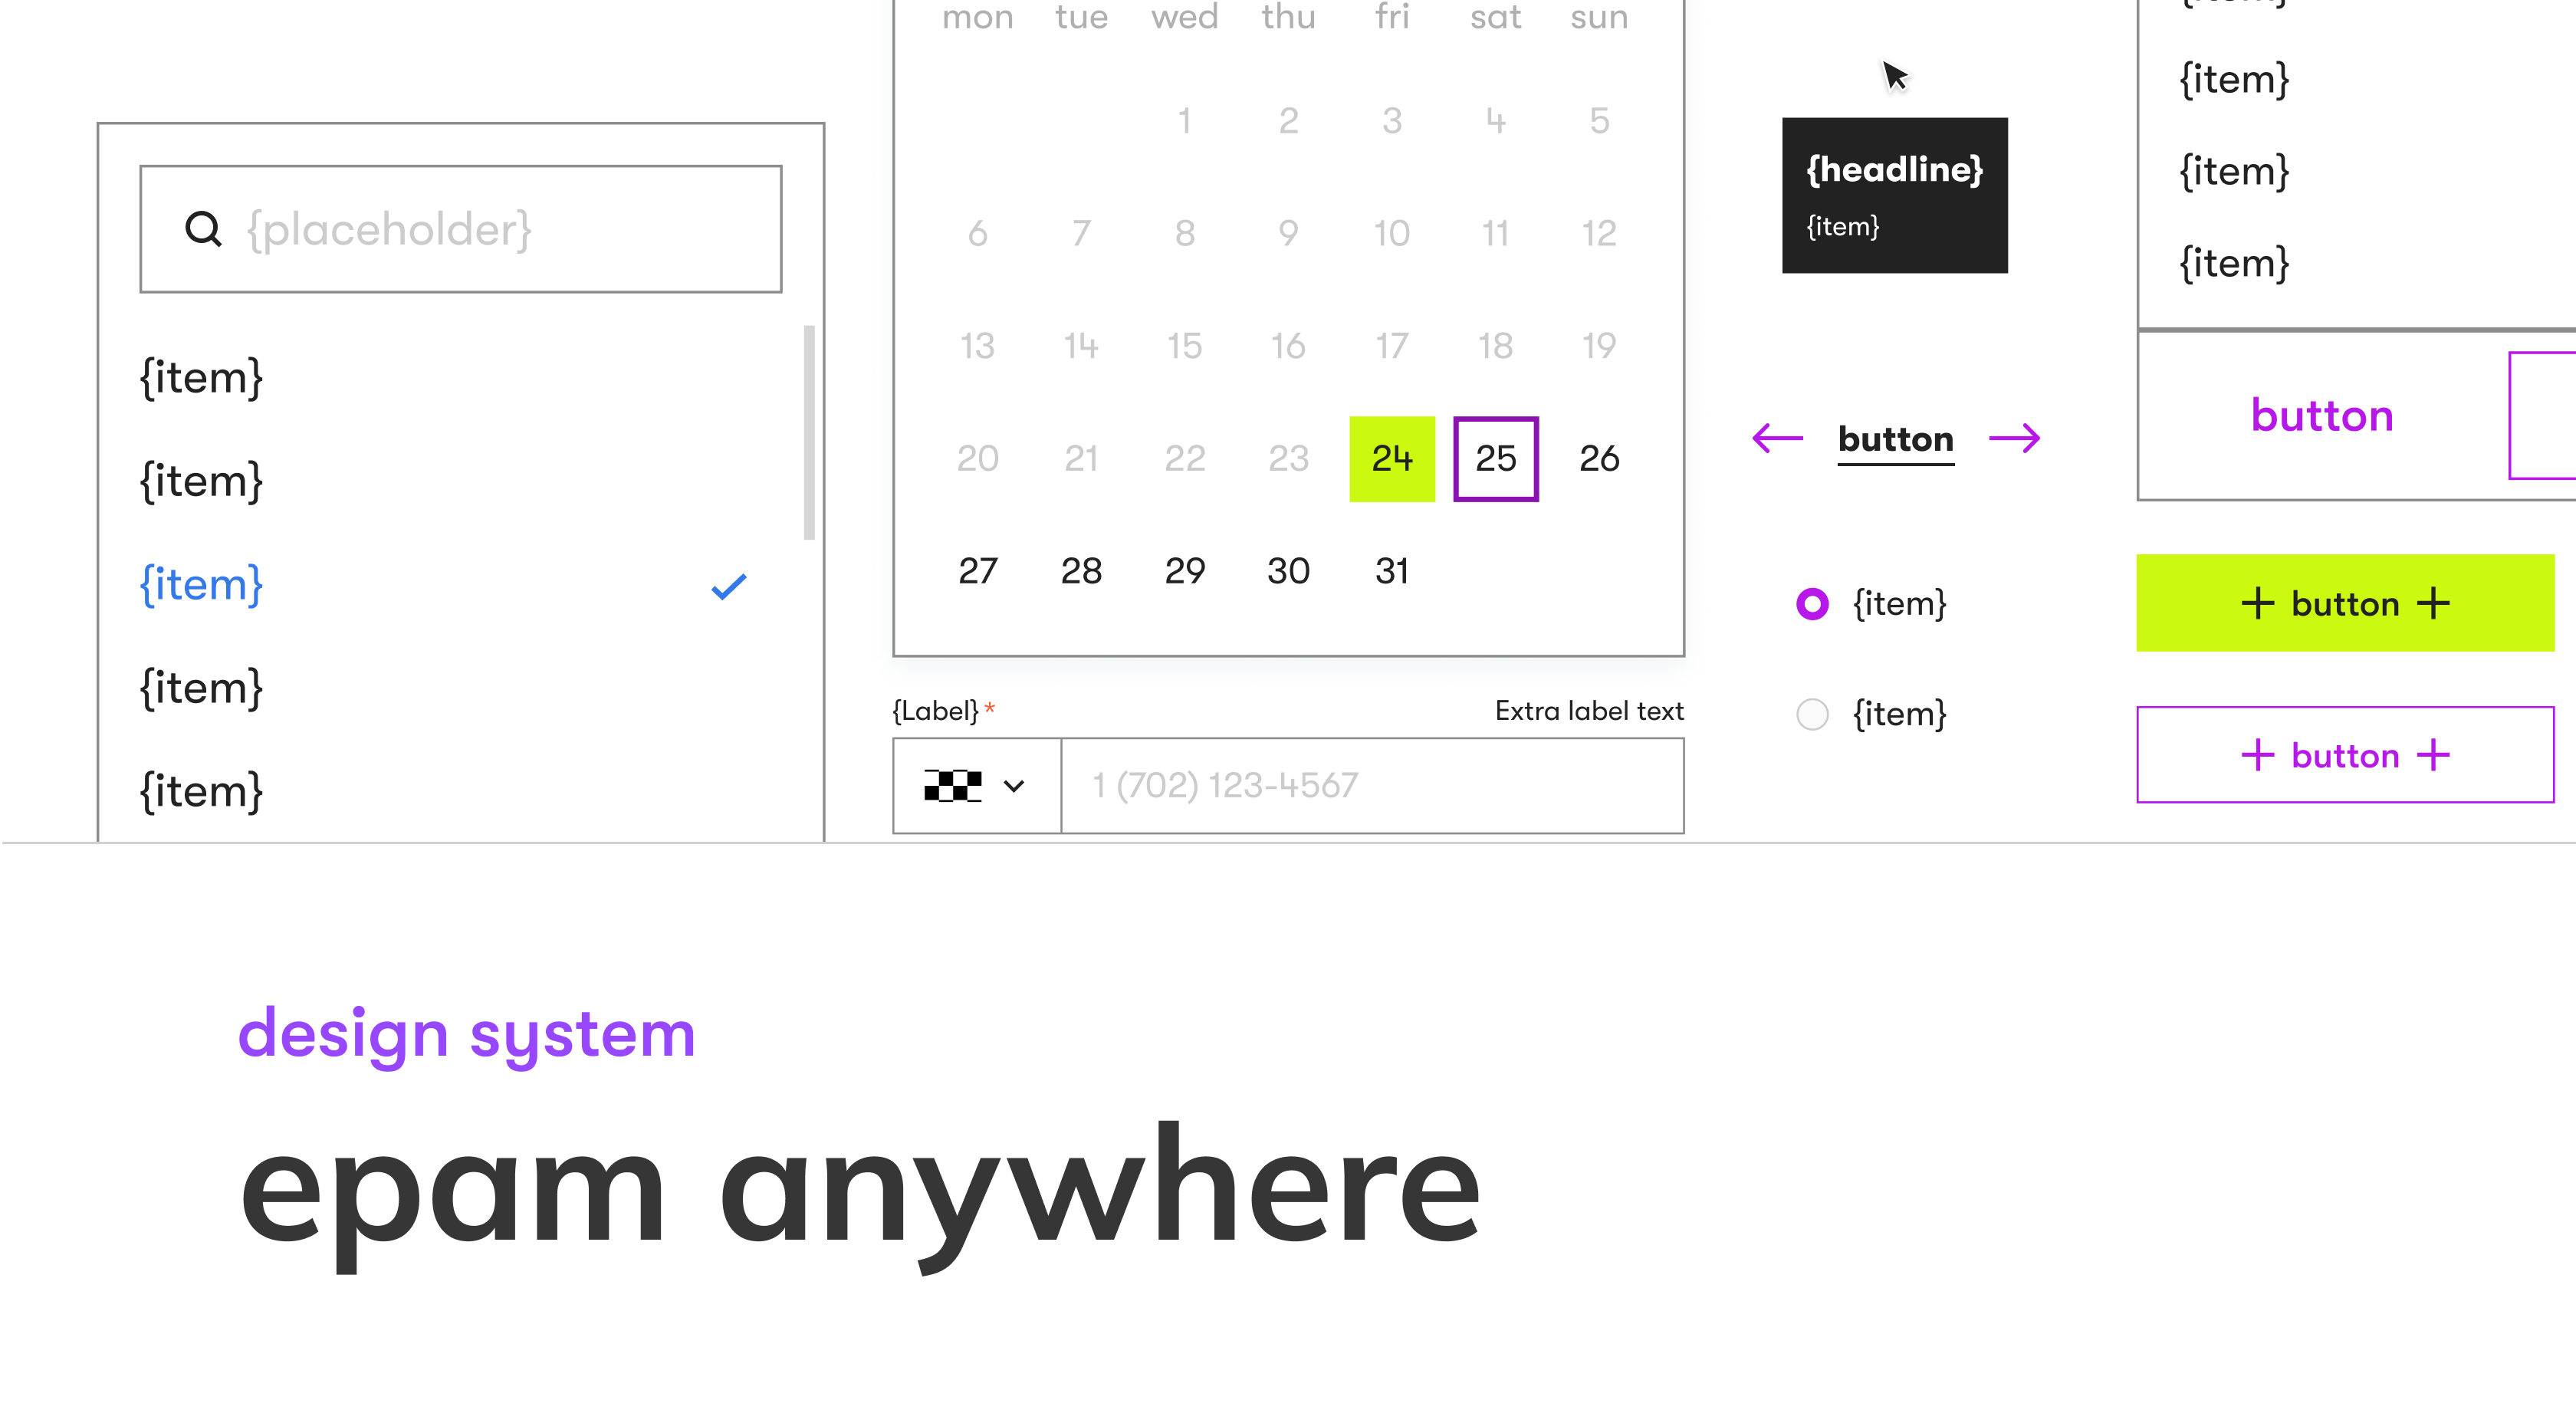 {placeholder}
{item}
{item}
{item}
{item}
{item}
mon tue wed thu fri sat sun
1 2 3 4 5
6 7 8 9 10 11 12
13 14 15 16 17 18 19
20 21 22 23 24 25 26
27 28 29 30 31
{Label} * Extra label text
1 (702) 123-4567
{headline}
{item}
button
{item}
{item}
{item}
{item}
{item}
{item}
button
+ button +
+ button +
design system
epam anywhere